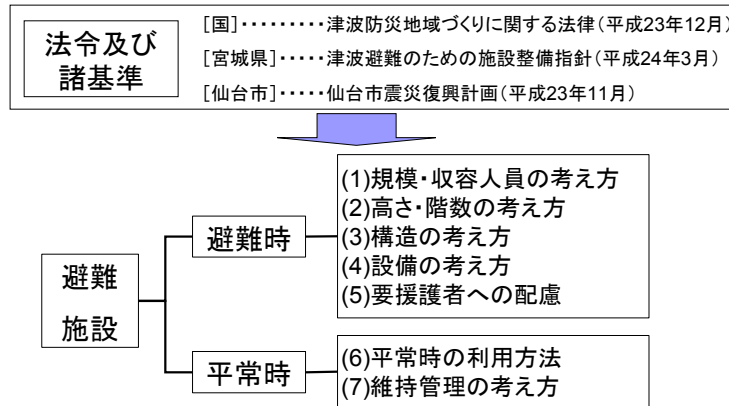 法令及び
諸基準
[国]・・・・・・・・・津波防災地域づくりに関する法律(平成23年12月)
[宮城県]・・・・・津波避難のための施設整備指針(平成24年3月)
[仙台市]・・・・・仙台市震災復興計画(平成23年11月)
避難
施設
避難時
(1)規模・収容人員の考え方
(2)高さ・階数の考え方
(3)構造の考え方
(4)設備の考え方
(5)要援護者への配慮
平常時
(6)平常時の利用方法
(7)維持管理の考え方